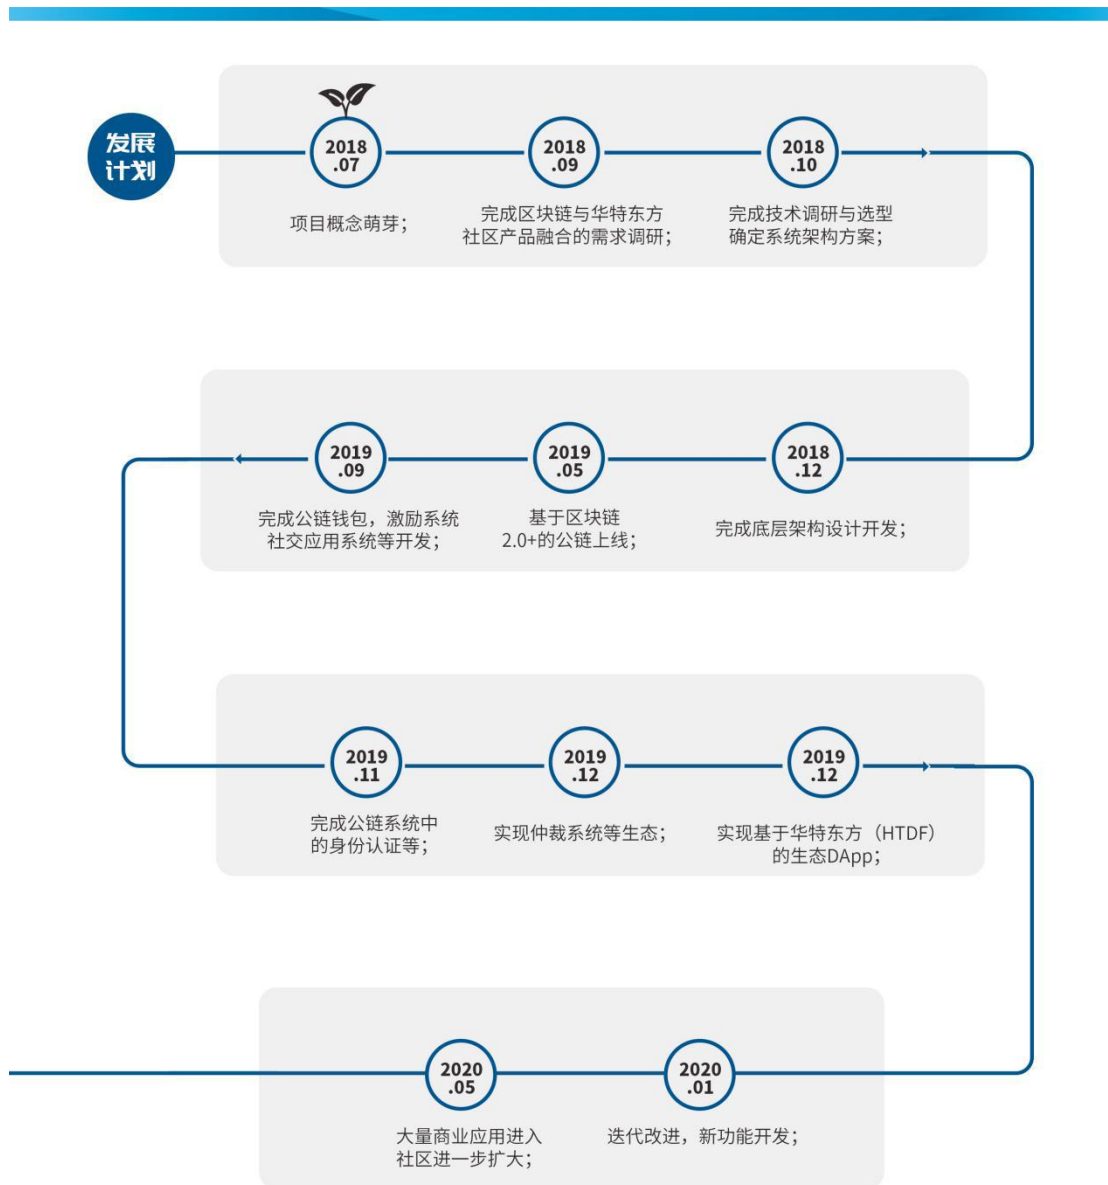 发展
计划
2018
.07
项目概念萌芽；
2018
.09
完成区块链与华特东方
社区产品融合的需求调研；
2018
.10
完成技术调研与选型
确定系统架构方案；
2018
.12
完成底层架构设计开发；
2019
.05
基于区块链
2.0+的公链上线；
2019
.09
完成公链钱包，激励系统
社交应用系统等开发；
2019
.11
完成公链系统中
的身份认证等；
2019
.12
实现仲裁系统等生态；
2019
.12
实现基于华特东方（HTDF）
的生态DApp；
2020
.01
迭代改进，新功能开发；
2020
.05
大量商业应用进入
社区进一步扩大；